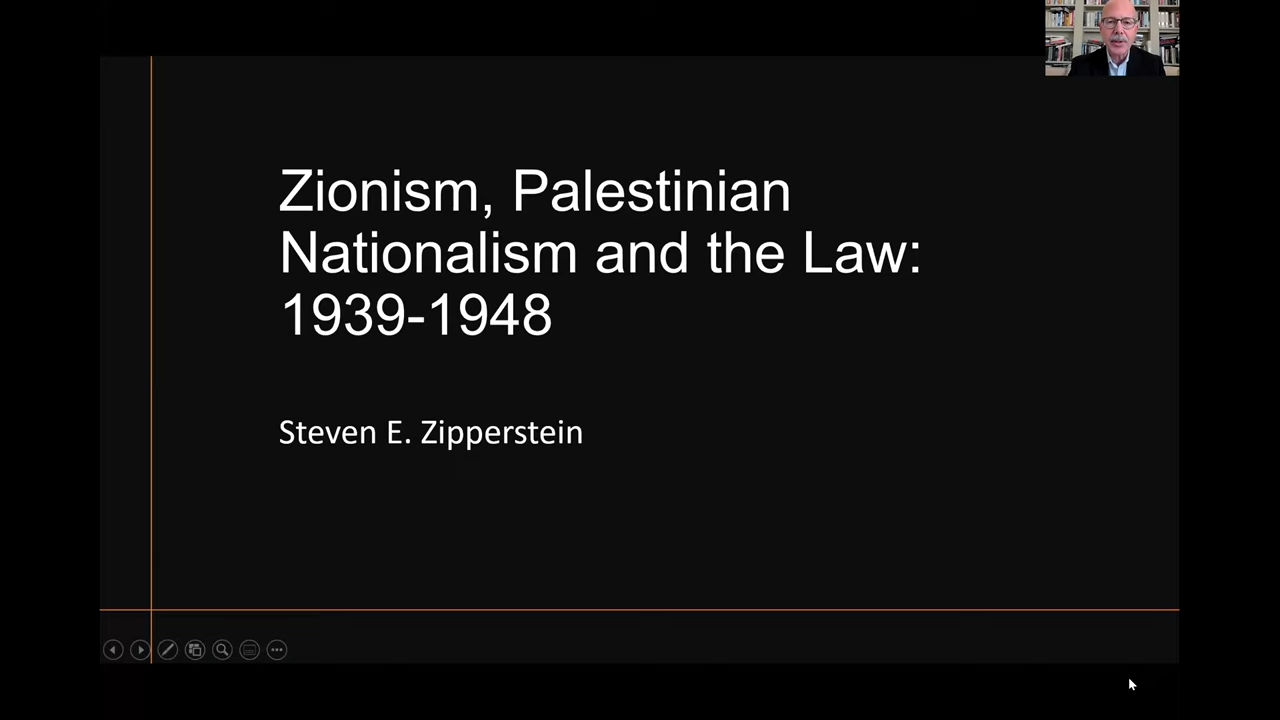 Zionism, Palestinian
Nationalism and the Law:
1939-1948
Steven E. Zipperstein